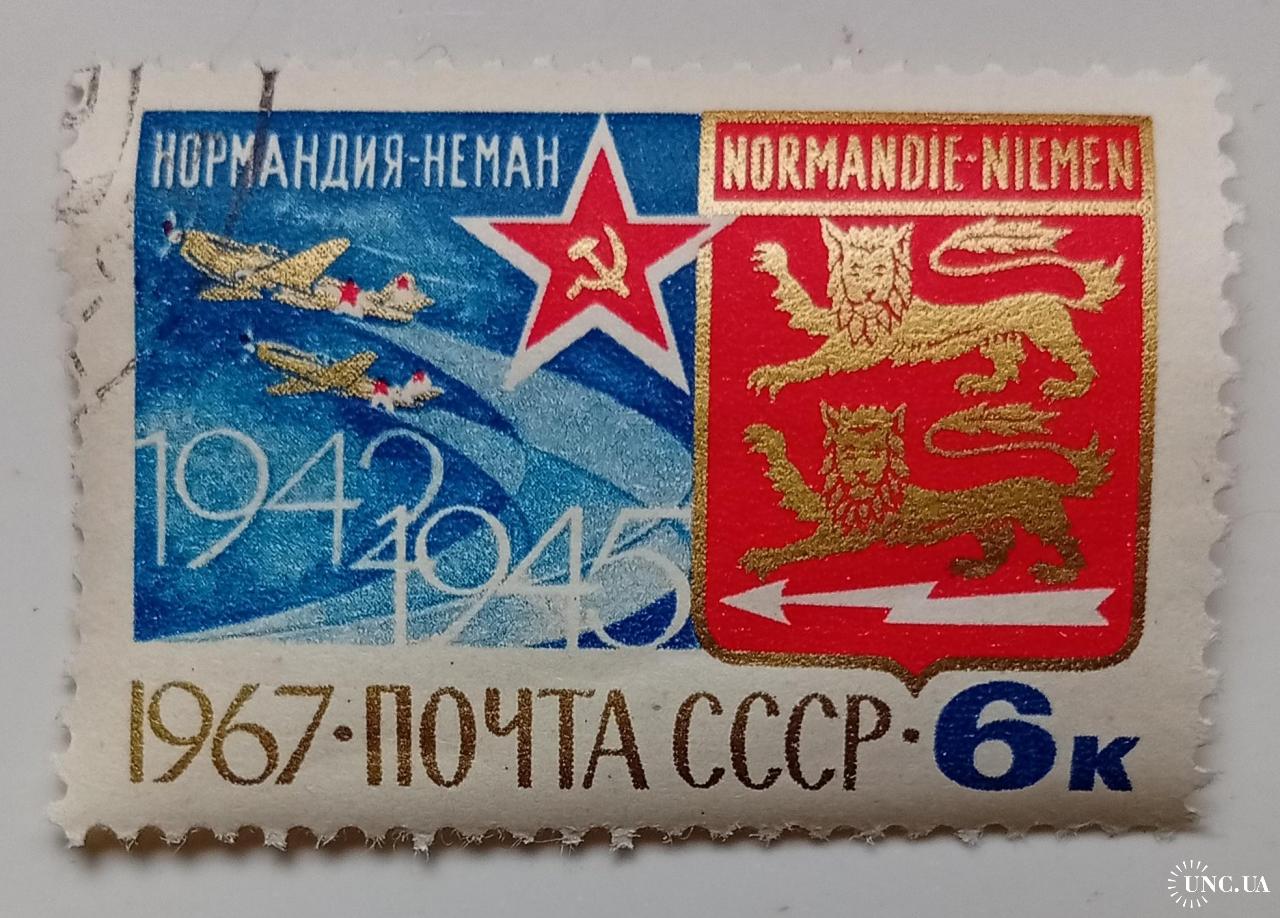 НОРМАНДИЯ-НЕМАН
NORMANDIE-NIEMEN
1942
1945
1967·ПОЧТА СССР·6к
UNC.UA